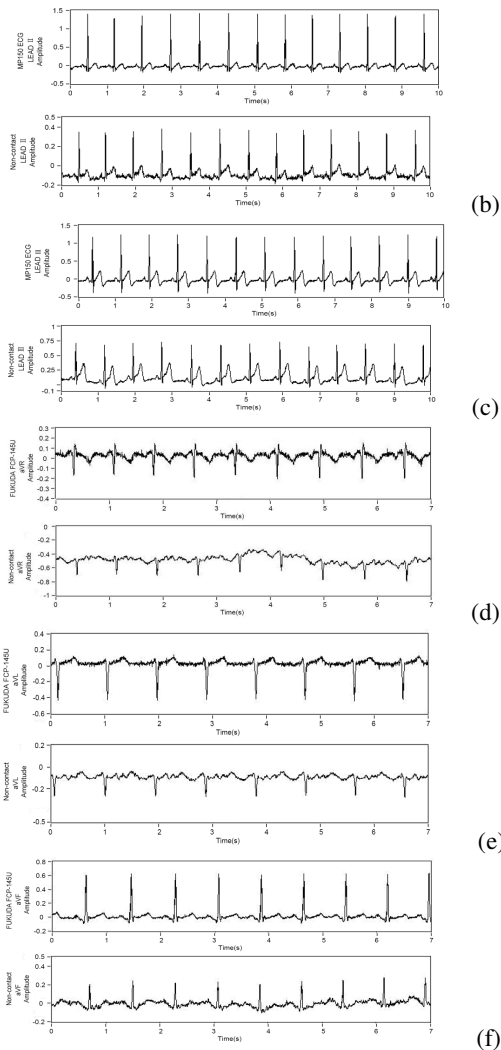 MP150 ECG
LEAD II
Amplitude
1.5
1
0.5
0
-0.5
0 1 2 3 4 5 6 7 8 9 10
Time(s)
Non-contact
LEAD II
Amplitude
0.5
0.4
0.2
0
-0.2
0 1 2 3 4 5 6 7 8 9 10
Time(s)
(b)
MP150 ECG
LEAD II
Amplitude
1.5
1
0.5
0
-0.5
0 1 2 3 4 5 6 7 8 9 10
Time(s)
Non-contact
LEAD II
Amplitude
1
0.75
0.5
0.25
-0.1
0 1 2 3 4 5 6 7 8 9 10
Time(s)
(c)
FUKUDA FCP-145U
aVR
Amplitude
0.3
0.2
0.1
0
-0.1
-0.2
-0.3
-0.4
0 1 2 3 4 5 6 7
Time(s)
Non-contact
aVR
Amplitude
0
-0.2
-0.4
-0.6
-0.8
-1
0 1 2 3 4 5 6 7
Time(s)
(d)
FUKUDA FCP-145U
aVL
Amplitude
0.4
0.2
0
-0.2
-0.4
-0.6
0 1 2 3 4 5 6 7
Time(s)
Non-contact
aVL
Amplitude
0.2
0
-0.2
-0.5
0 1 2 3 4 5 6 7
Time(s)
(e)
FUKUDA FCP-145U
aVF
Amplitude
0.8
0.6
0.4
0.2
0
-0.2
0 1 2 3 4 5 6 7
Time(s)
Non-contact
aVF
Amplitude
0.5
0.4
0.2
0
-0.2
0 1 2 3 4 5 6 7
Time(s)
(f)